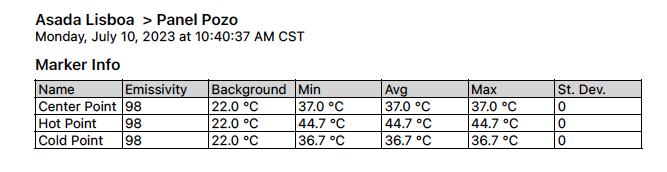 Asada Lisboa > Panel Pozo
Monday, July 10, 2023 at 10:40:37 AM CST
Marker Info
Name Emissivity Background Min Avg Max St. Dev.
Center Point 98 22.0 °C 37.0 °C 37.0 °C 37.0 °C 0
Hot Point 98 22.0 °C 44.7 °C 44.7 °C 44.7 °C 0
Cold Point 98 22.0 °C 36.7 °C 36.7 °C 36.7 °C 0